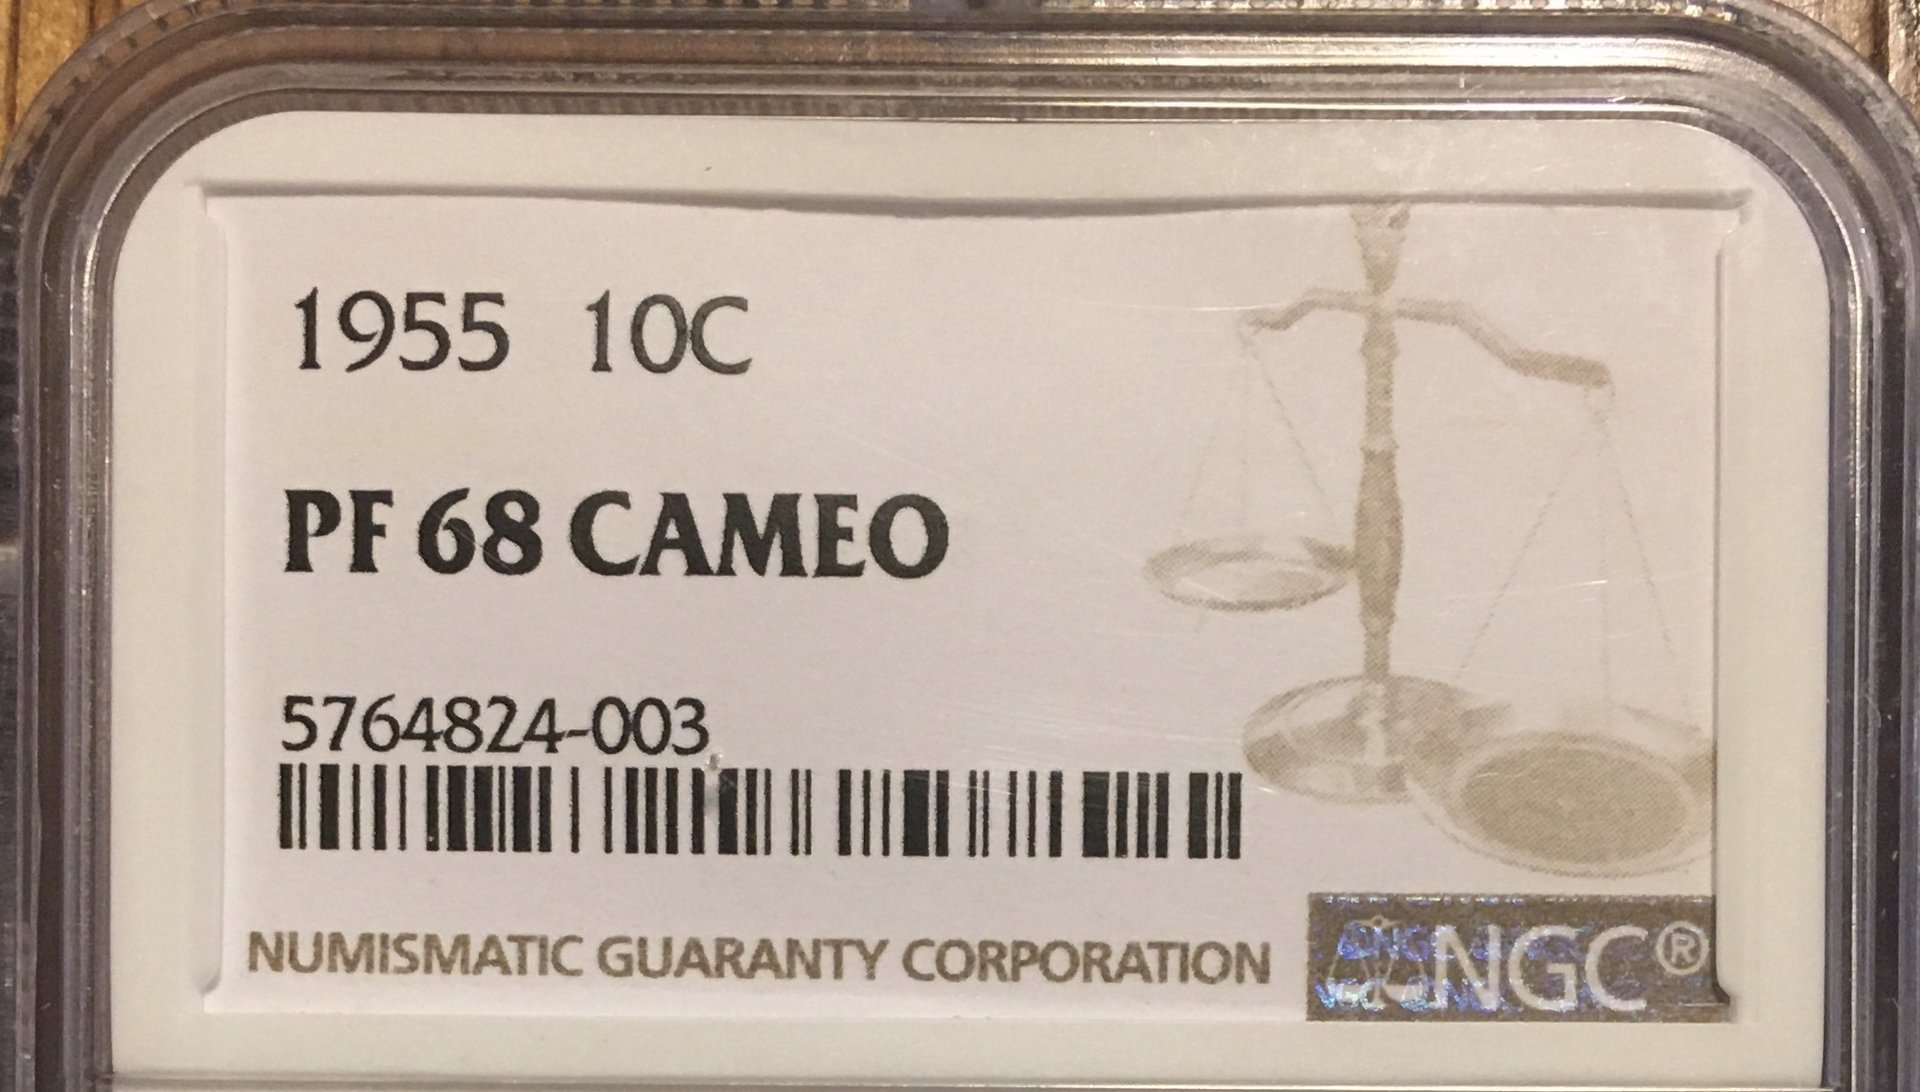 1955 10C
PF 68 CAMEO
5764824-003
NUMISMATIC GUARANTY CORPORATION
NGC®